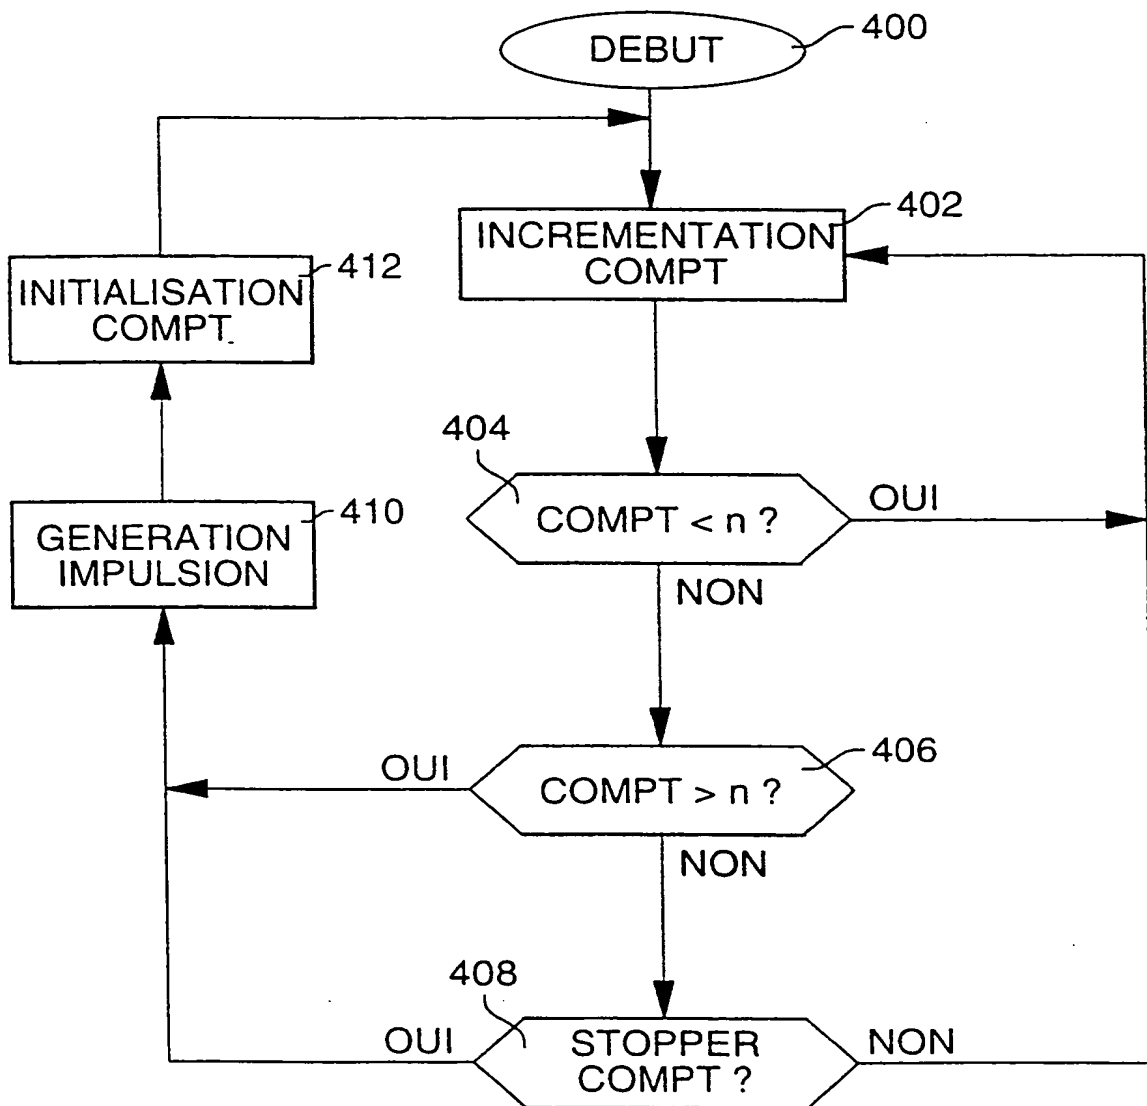 DEBUT
400
INCREMENTATION
COMPT
402
INITIALISATION
COMPT.
412
404
COMPT < n ?
OUI
NON
GENERATION
IMPULSION
410
406
COMPT > n ?
OUI
NON
408
STOPPER
COMPT ?
OUI
NON